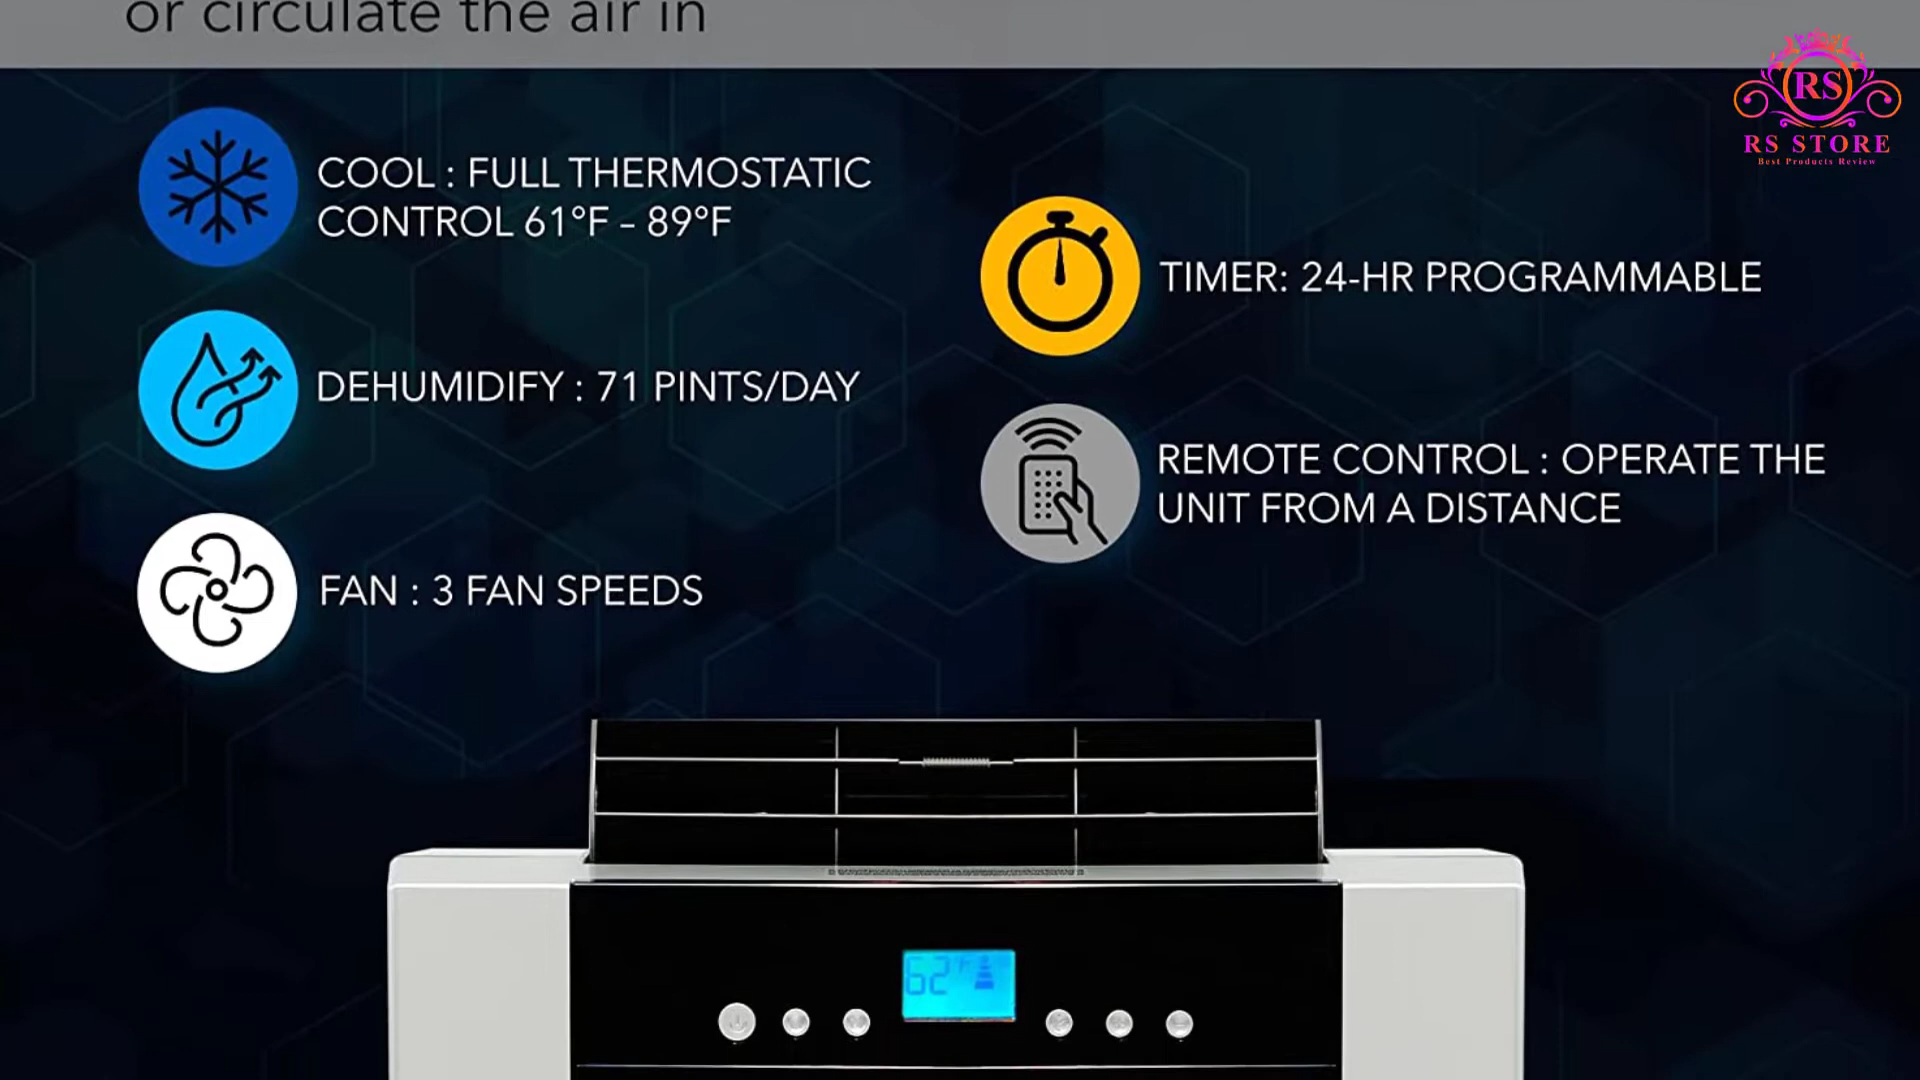 or circulate the air in
RS
RS STORE
Best Products Review
COOL : FULL THERMOSTATIC
CONTROL 61°F – 89°F
DEHUMIDIFY : 71 PINTS/DAY
FAN : 3 FAN SPEEDS
TIMER: 24-HR PROGRAMMABLE
REMOTE CONTROL : OPERATE THE
UNIT FROM A DISTANCE
62°F